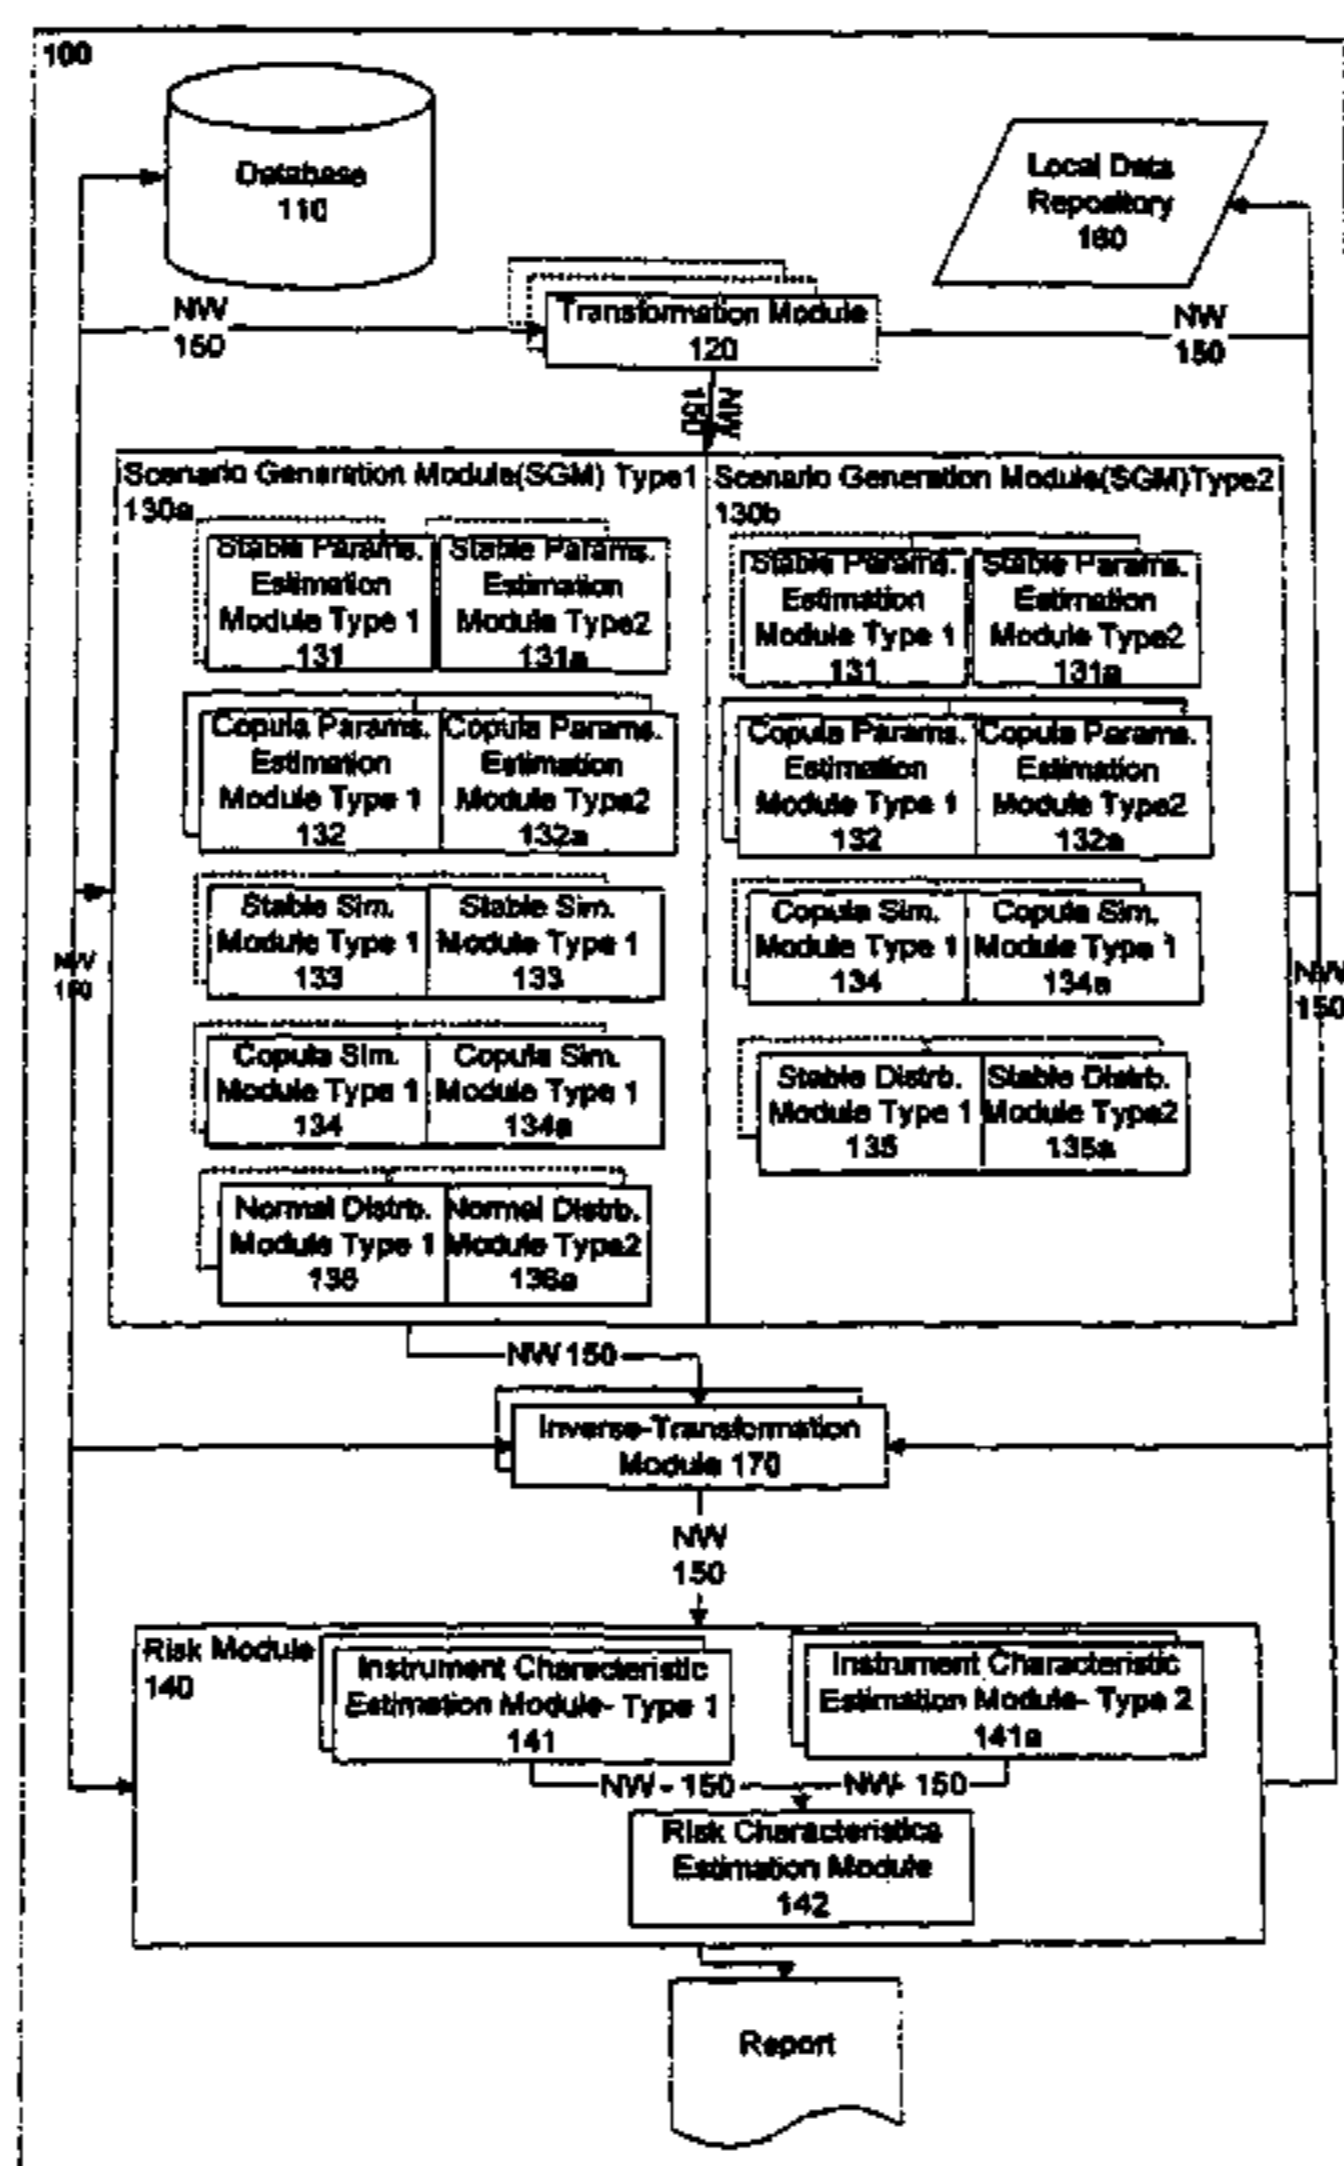 100
Database
110
Local Data
Repository
160
NW
150
Transformation Module
120
NW
150
NW
150
Scenario Generation Module(SGM) Type1
130a
Stable Params.
Estimation
Module Type 1
131
Stable Params.
Estimation
Module Type2
131a
Copula Params.
Estimation
Module Type 1
132
Copula Params.
Estimation
Module Type2
132a
Stable Sim.
Module Type 1
133
Stable Sim.
Module Type 1
133
Copula Sim.
Module Type 1
134
Copula Sim.
Module Type 1
134a
Normal Distrb.
Module Type 1
136
Normal Distrb.
Module Type2
136a
Scenario Generation Module(SGM)Type2
130b
Stable Params.
Estimation
Module Type 1
131
Stable Params.
Estimation
Module Type2
131a
Copula Params.
Estimation
Module Type 1
132
Copula Params.
Estimation
Module Type2
132a
Copula Sim.
Module Type 1
134
Copula Sim.
Module Type 1
134a
Stable Distrb.
Module Type 1
135
Stable Distrb.
Module Type2
135a
NW
150
NW
150
NW 150
Inverse-Transformation
Module 170
NW
150
Risk Module
140
Instrument Characteristic
Estimation Module- Type 1
141
Instrument Characteristic
Estimation Module- Type 2
141a
NW - 150
NW- 150
Risk Characteristics
Estimation Module
142
Report